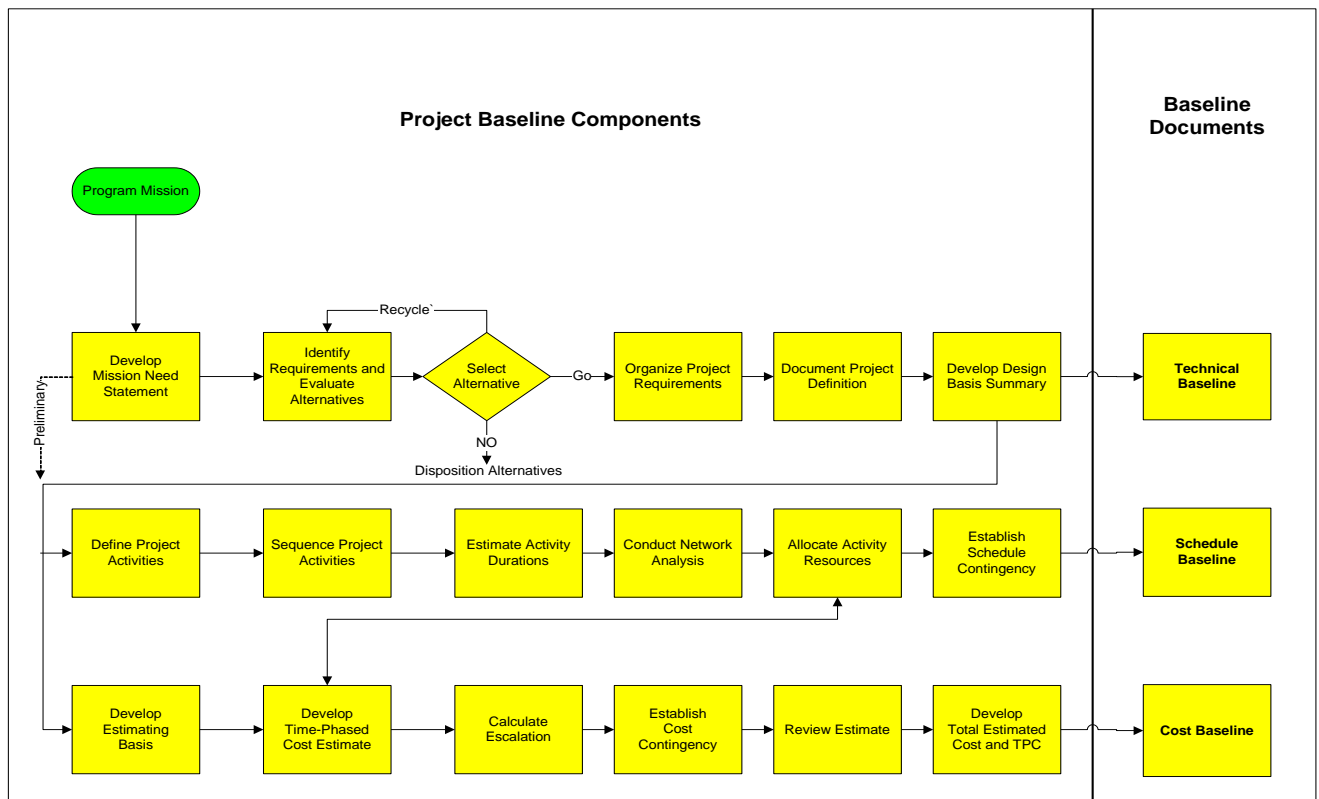 Project Baseline Components
Baseline
Documents
Program Mission
Recycle`
Develop
Mission Need
Statement
Identify
Requirements and
Evaluate
Alternatives
Select
Alternative
Go
Organize Project
Requirements
Document Project
Definition
Develop Design
Basis Summary
Technical
Baseline
Preliminary
NO
Disposition Alternatives
Define Project
Activities
Sequence Project
Activities
Estimate Activity
Durations
Conduct Network
Analysis
Allocate Activity
Resources
Establish
Schedule
Contingency
Schedule
Baseline
Develop
Estimating
Basis
Develop
Time-Phased
Cost Estimate
Calculate
Escalation
Establish
Cost
Contingency
Review Estimate
Develop
Total Estimated
Cost and TPC
Cost Baseline